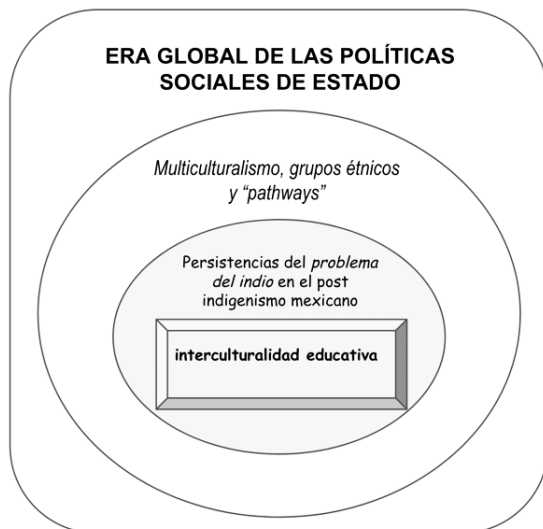 ERA GLOBAL DE LAS POLÍTICAS
SOCIALES DE ESTADO
Multiculturalismo, grupos étnicos
y “pathways”
Persistencias del problema
del indio en el post
indigenismo mexicano
interculturalidad educativa